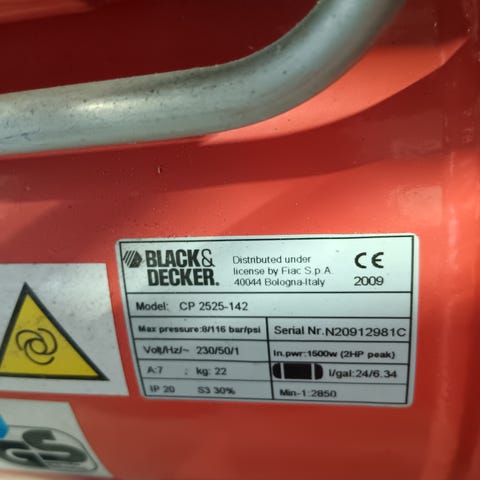 BLACK&
DECKER.
Distributed under
license by Fiac S.p.A.
40044 Bologna-Italy
CE
2009
Model: CP 2525-142
Max pressure:8/116 bar/psi
Serial Nr.N20912981C
Volt/Hz/~ 230/50/1
In.pwr:1500w (2HP peak)
A:7 kg: 22
l/gal:24/6.34
IP 20 S3 30%
Min-1:2850
GS